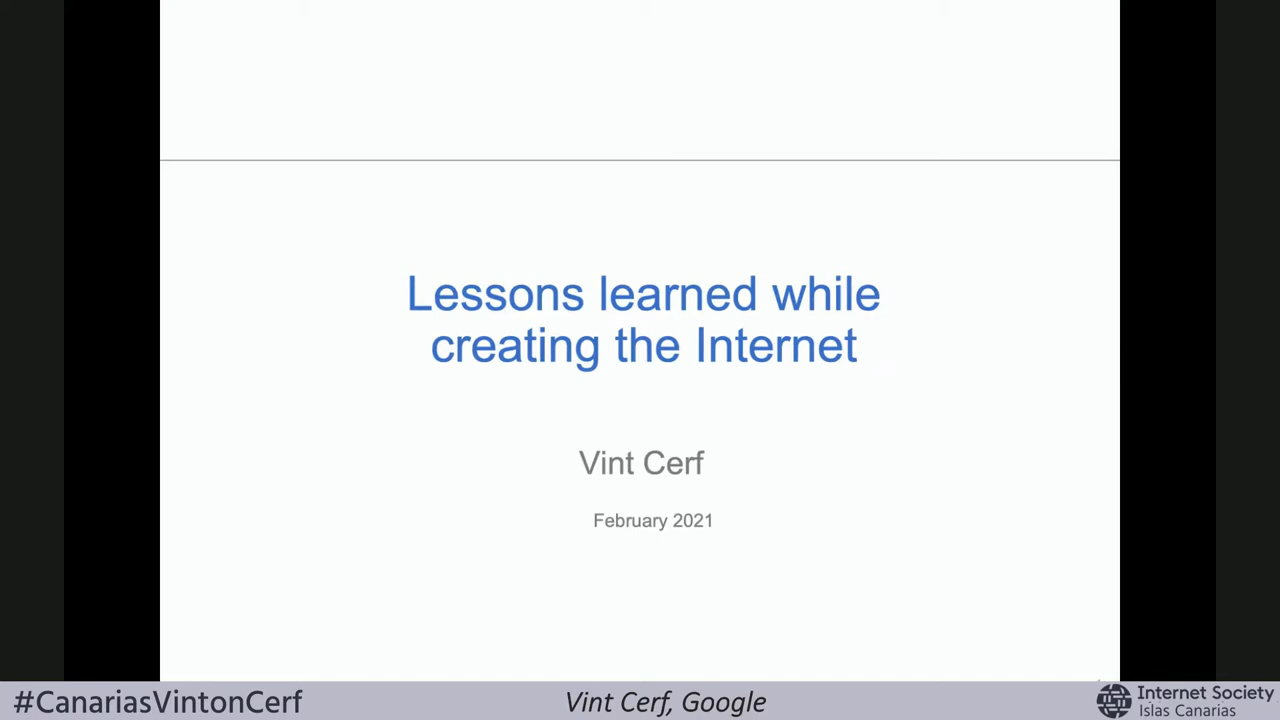 Lessons learned while
creating the Internet
Vint Cerf
February 2021
#CanariasVintonCerf
Vint Cerf, Google
Internet Society
Islas Canarias